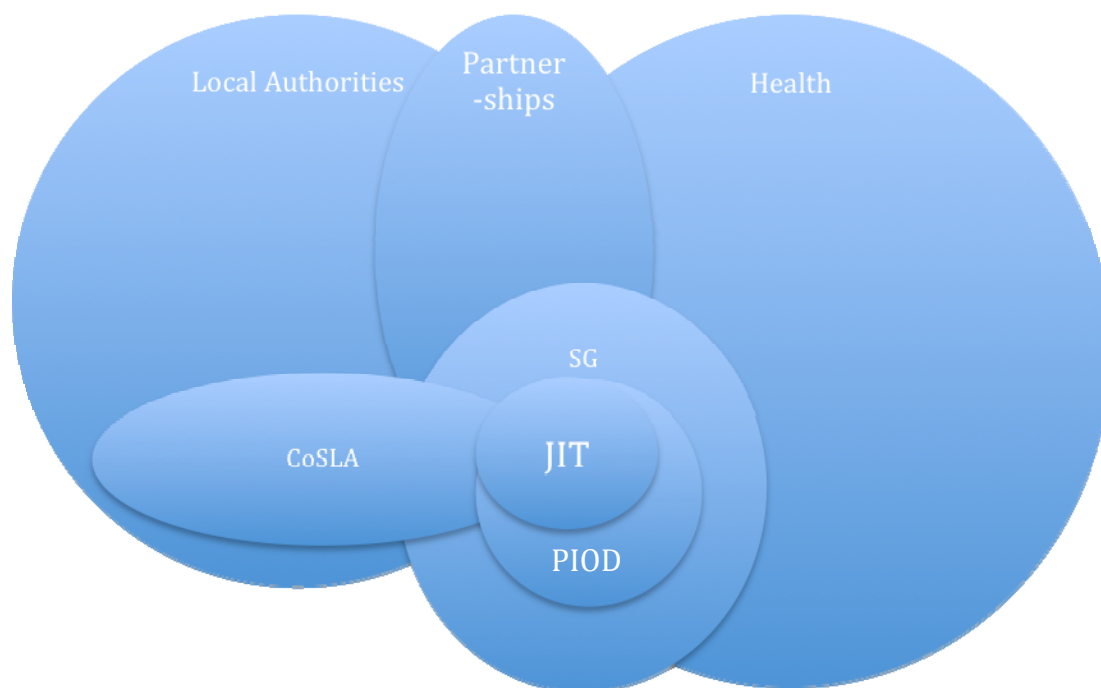 Local Authorities
Partner
-ships
Health
SG
CoSLA
JIT
PIOD